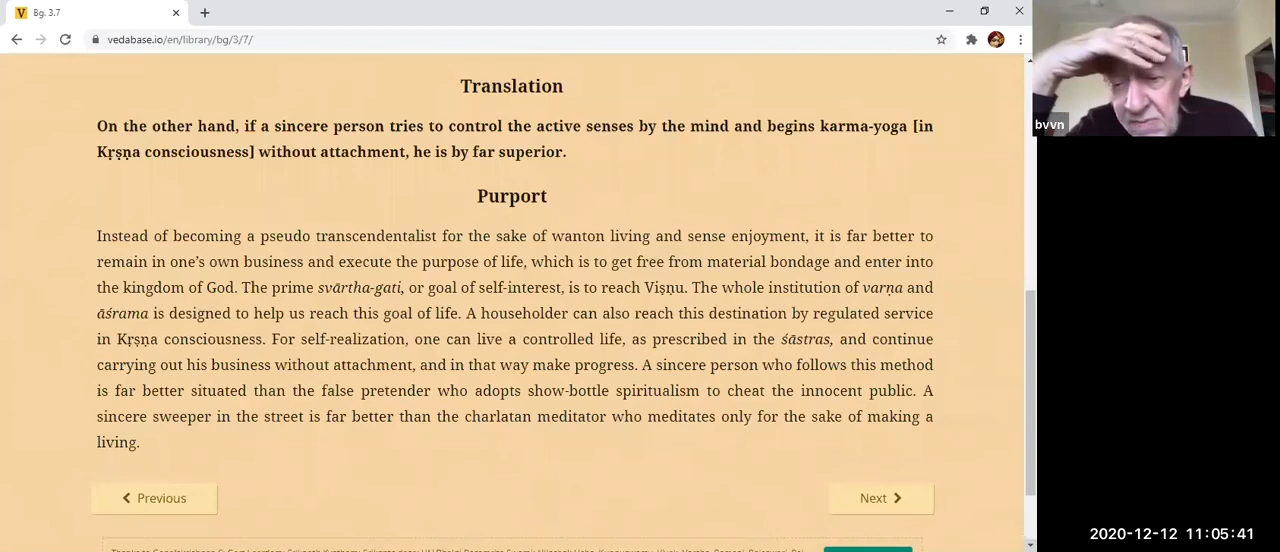 Bg. 3.7
vedabase.io/en/library/bg/3/7/
bvvn
Translation
On the other hand, if a sincere person tries to control the active senses by the mind and begins karma-yoga [in
Kṛṣṇa consciousness] without attachment, he is by far superior.
Purport
Instead of becoming a pseudo transcendentalist for the sake of wanton living and sense enjoyment, it is far better to
remain in one’s own business and execute the purpose of life, which is to get free from material bondage and enter into
the kingdom of God. The prime svārtha-gati, or goal of self-interest, is to reach Viṣṇu. The whole institution of varṇa and
āśrama is designed to help us reach this goal of life. A householder can also reach this destination by regulated service
in Kṛṣṇa consciousness. For self-realization, one can live a controlled life, as prescribed in the śāstras, and continue
carrying out his business without attachment, and in that way make progress. A sincere person who follows this method
is far better situated than the false pretender who adopts show-bottle spiritualism to cheat the innocent public. A
sincere sweeper in the street is far better than the charlatan meditator who meditates only for the sake of making a
living.
Previous
Next
2020-12-12 11:05:41